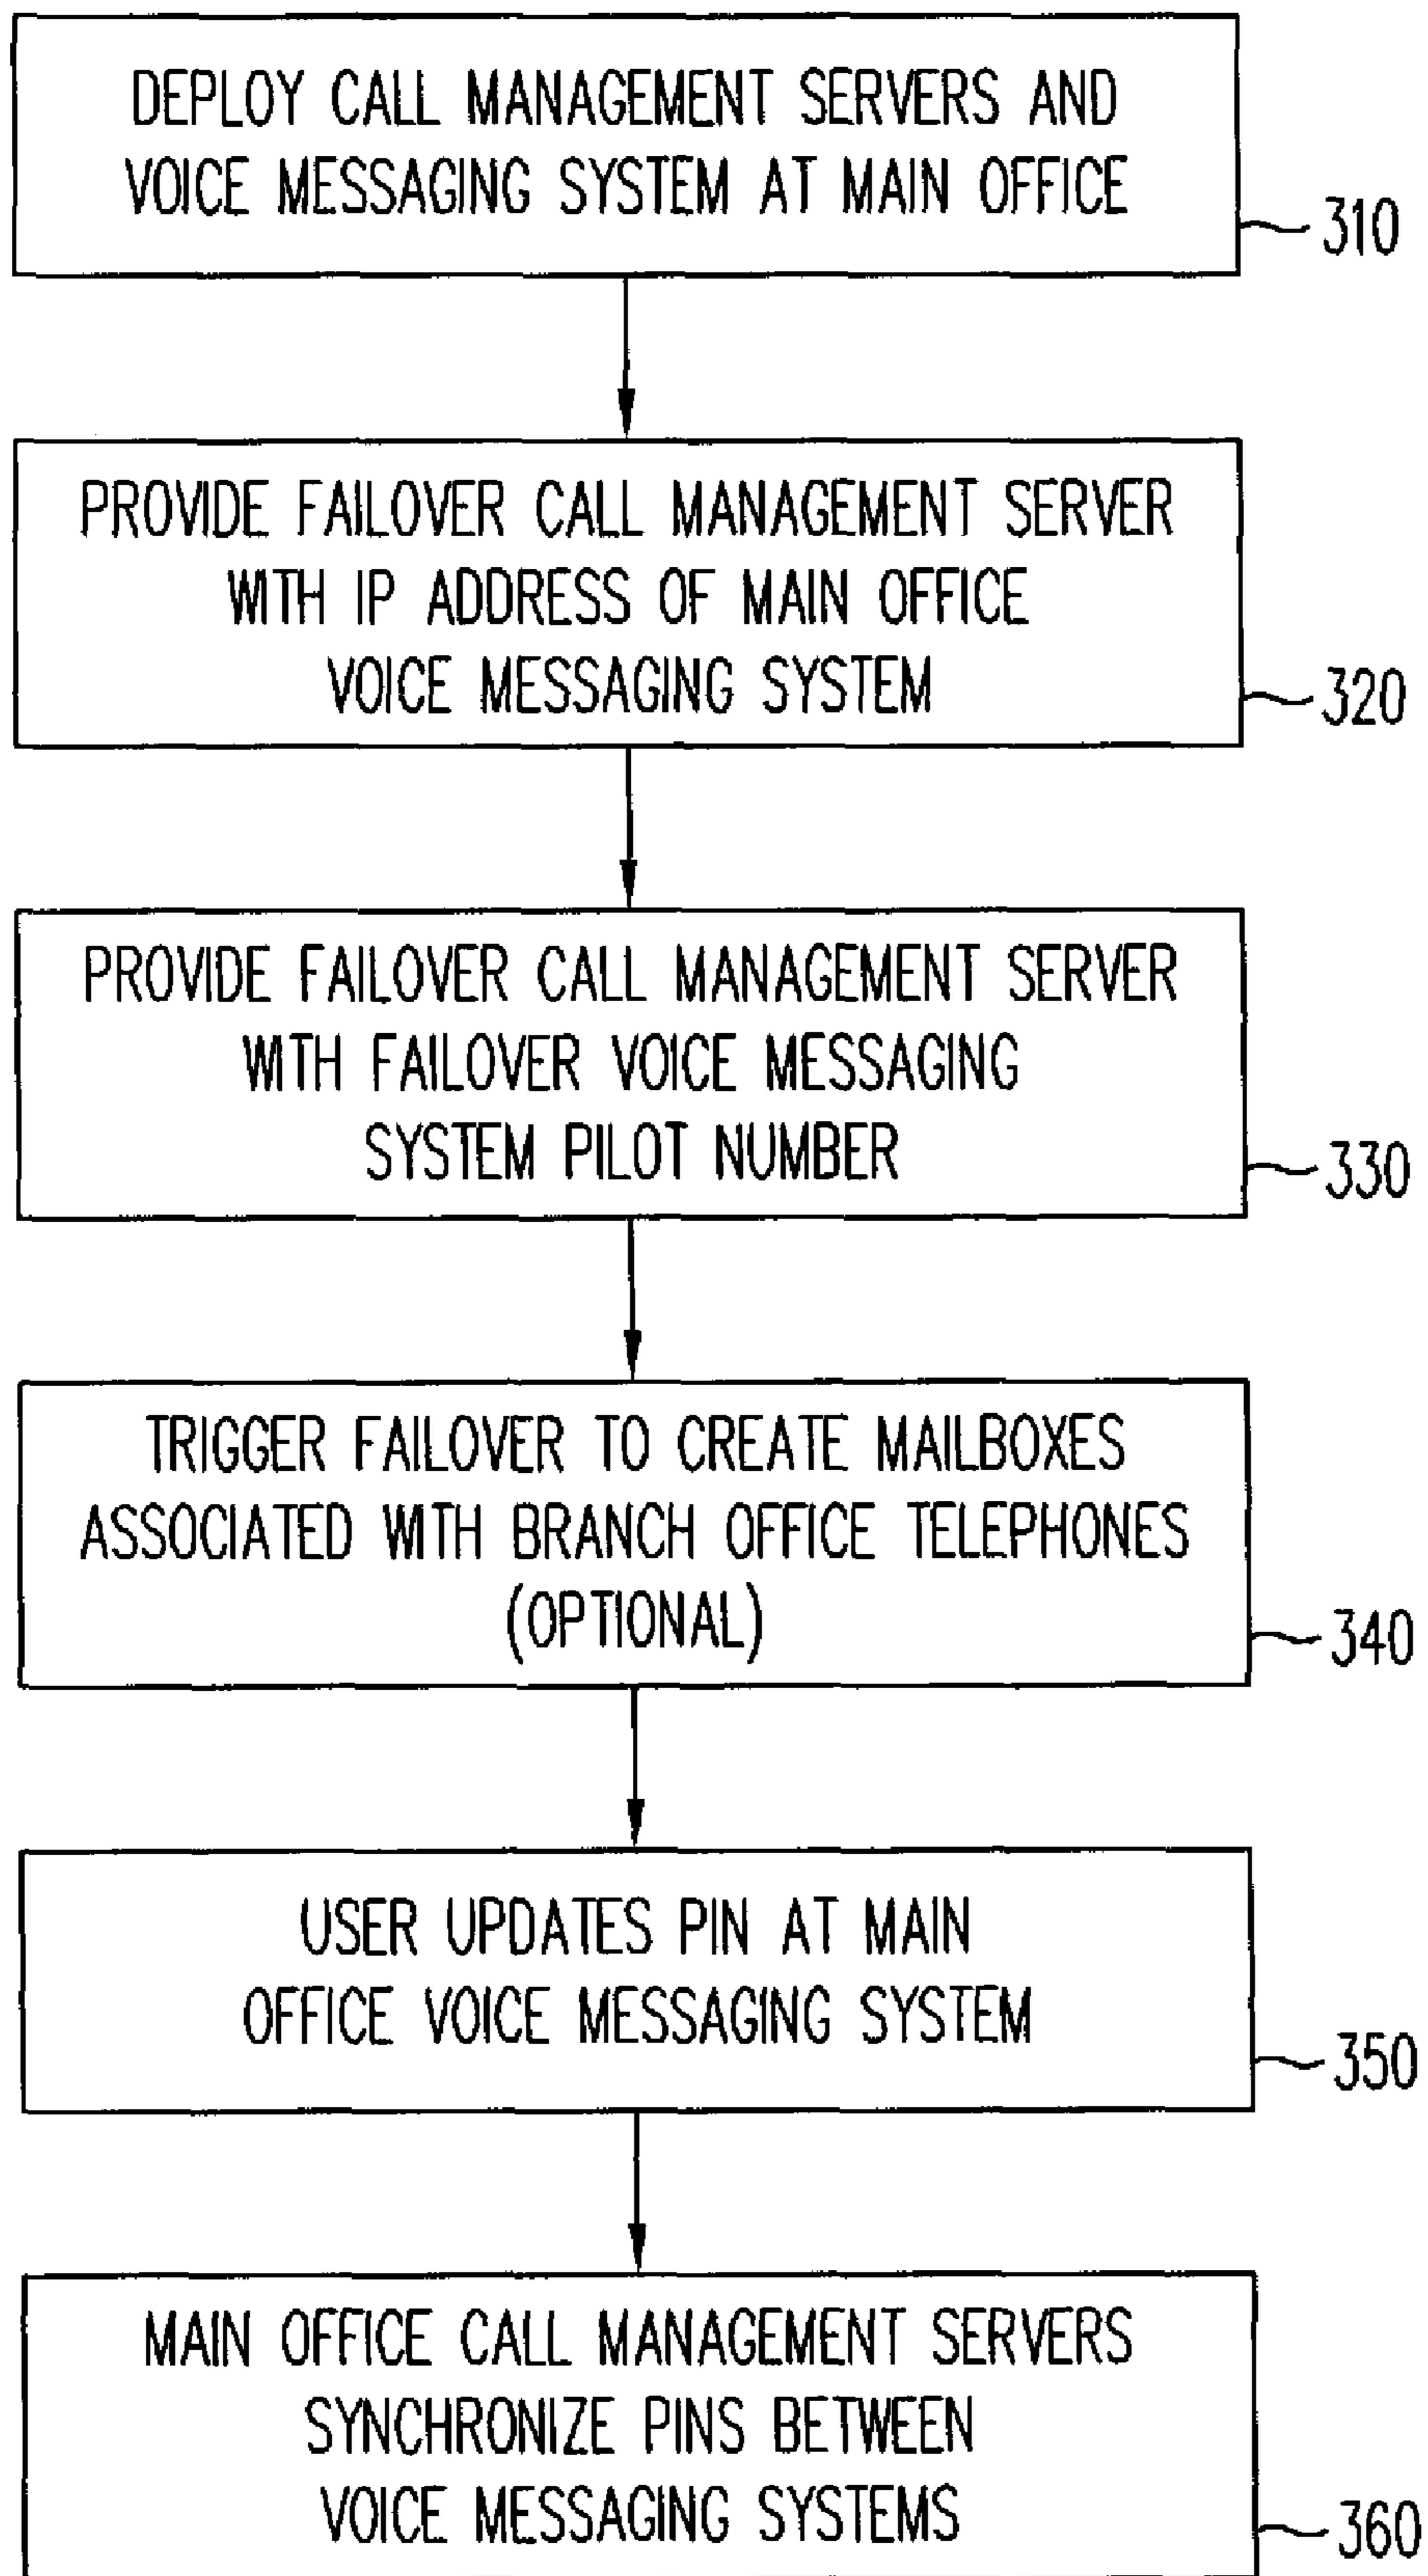 DEPLOY CALL MANAGEMENT SERVERS AND
VOICE MESSAGING SYSTEM AT MAIN OFFICE
310
PROVIDE FAILOVER CALL MANAGEMENT SERVER
WITH IP ADDRESS OF MAIN OFFICE
VOICE MESSAGING SYSTEM
320
PROVIDE FAILOVER CALL MANAGEMENT SERVER
WITH FAILOVER VOICE MESSAGING
SYSTEM PILOT NUMBER
330
TRIGGER FAILOVER TO CREATE MAILBOXES
ASSOCIATED WITH BRANCH OFFICE TELEPHONES
(OPTIONAL)
340
USER UPDATES PIN AT MAIN
OFFICE VOICE MESSAGING SYSTEM
350
MAIN OFFICE CALL MANAGEMENT SERVERS
SYNCHRONIZE PINS BETWEEN
VOICE MESSAGING SYSTEMS
360